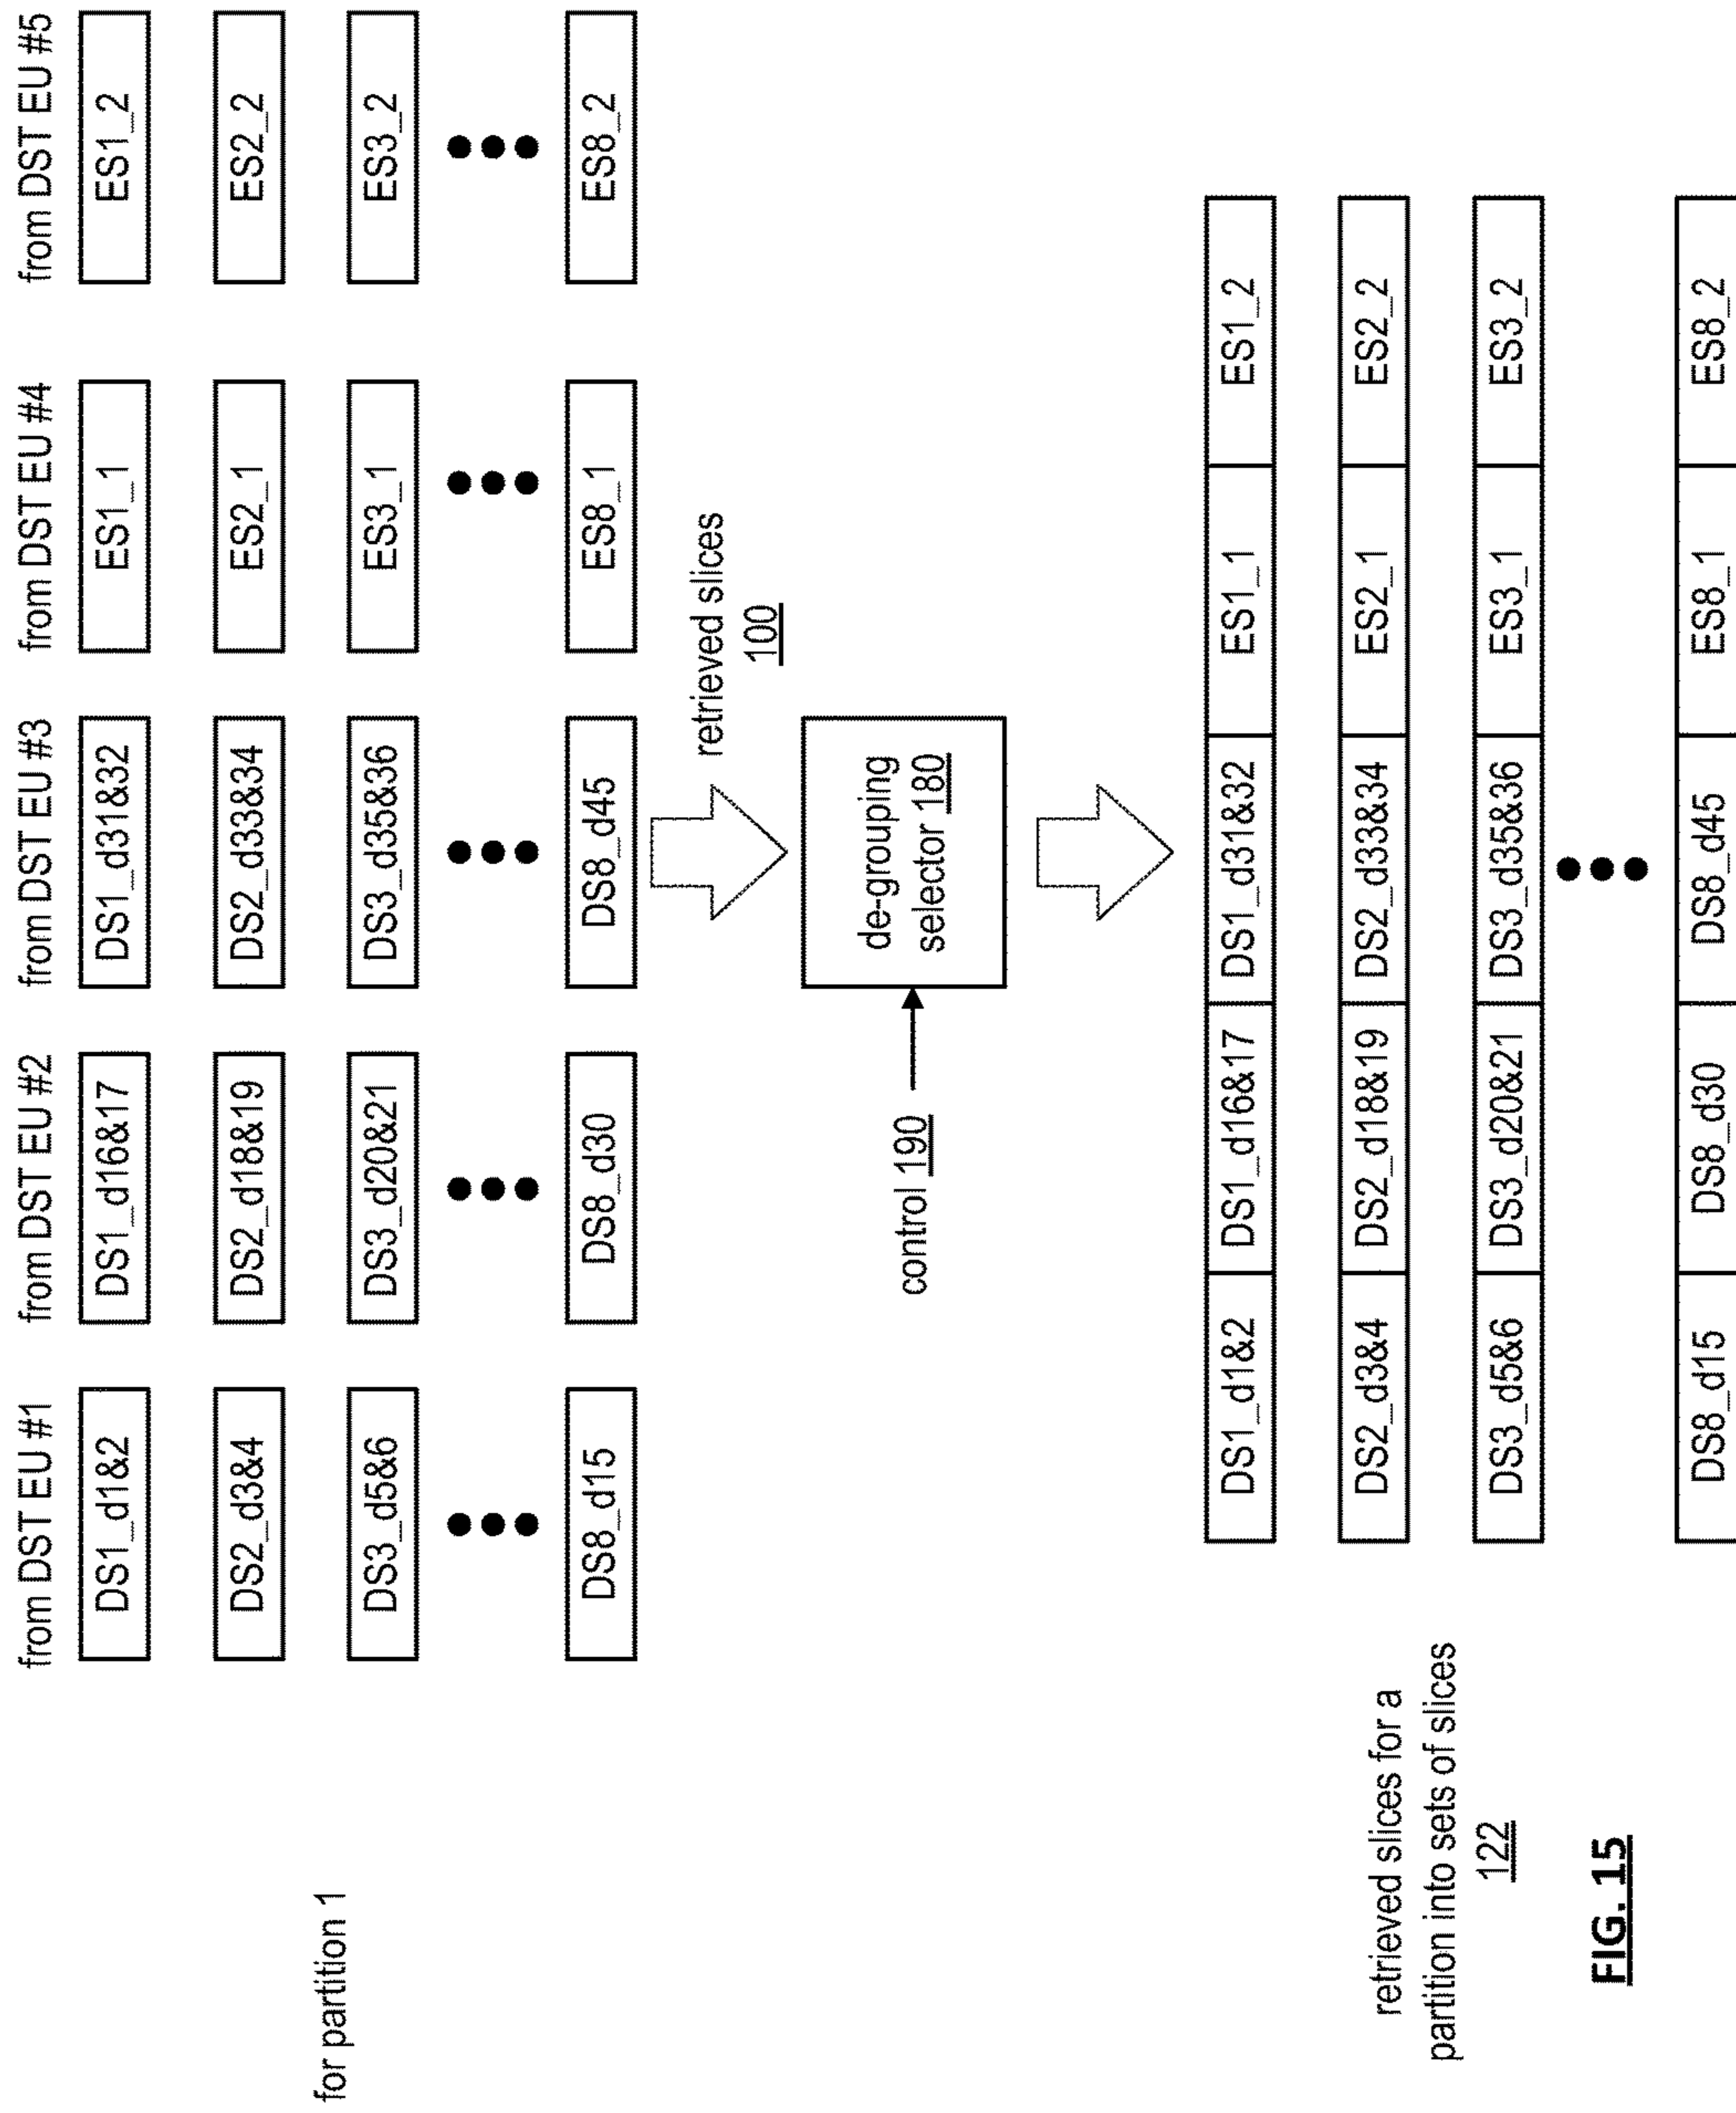 from DST EU #1
from DST EU #2
from DST EU #3
from DST EU #4
from DST EU #5
DS1_d1&2
DS1_d16&17
DS1_d31&32
ES1_1
ES1_2
DS2_d3&4
DS2_d18&19
DS2_d33&34
ES2_1
ES2_2
for partition 1
DS3_d5&6
DS3_d20&21
DS3_d35&36
ES3_1
ES3_2
DS8_d15
DS8_d30
DS8_d45
ES8_1
ES8_2
retrieved slices
100
control 190
de-grouping
selector 180
DS1_d1&2
DS1_d16&17
DS1_d31&32
ES1_1
ES1_2
DS2_d3&4
DS2_d18&19
DS2_d33&34
ES2_1
ES2_2
retrieved slices for a
partition into sets of slices
122
DS3_d5&6
DS3_d20&21
DS3_d35&36
ES3_1
ES3_2
DS8_d15
DS8_d30
DS8_d45
ES8_1
ES8_2
FIG. 15